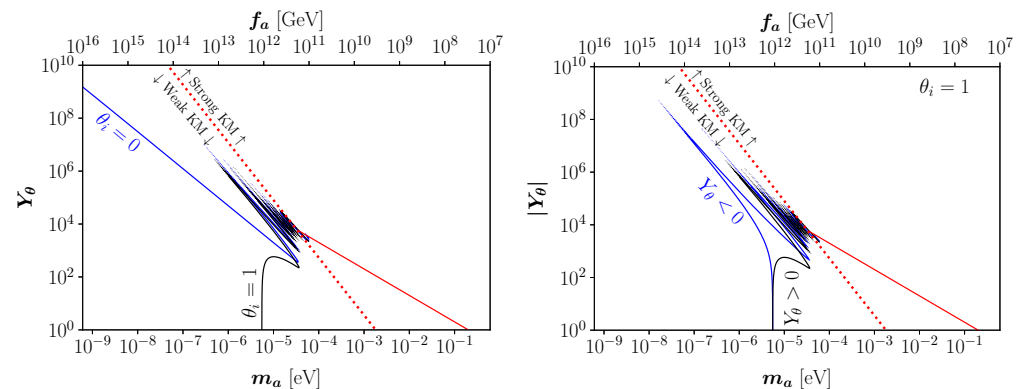 f_a [GeV]
10^16 10^15 10^14 10^13 10^12 10^11 10^10 10^9 10^8 10^7
10^10
10^8
10^6
10^4
10^2
10^0
Y_θ
↑ Strong KM ↑
↓ Weak KM ↓
θ_i = 0
θ_i = 1
10^−9 10^−8 10^−7 10^−6 10^−5 10^−4 10^−3 10^−2 10^−1
m_a [eV]
f_a [GeV]
10^16 10^15 10^14 10^13 10^12 10^11 10^10 10^9 10^8 10^7
10^10
10^8
10^6
10^4
10^2
10^0
|Y_θ|
θ_i = 1
↑ Strong KM ↑
↓ Weak KM ↓
Y_θ < 0
Y_θ > 0
10^−9 10^−8 10^−7 10^−6 10^−5 10^−4 10^−3 10^−2 10^−1
m_a [eV]